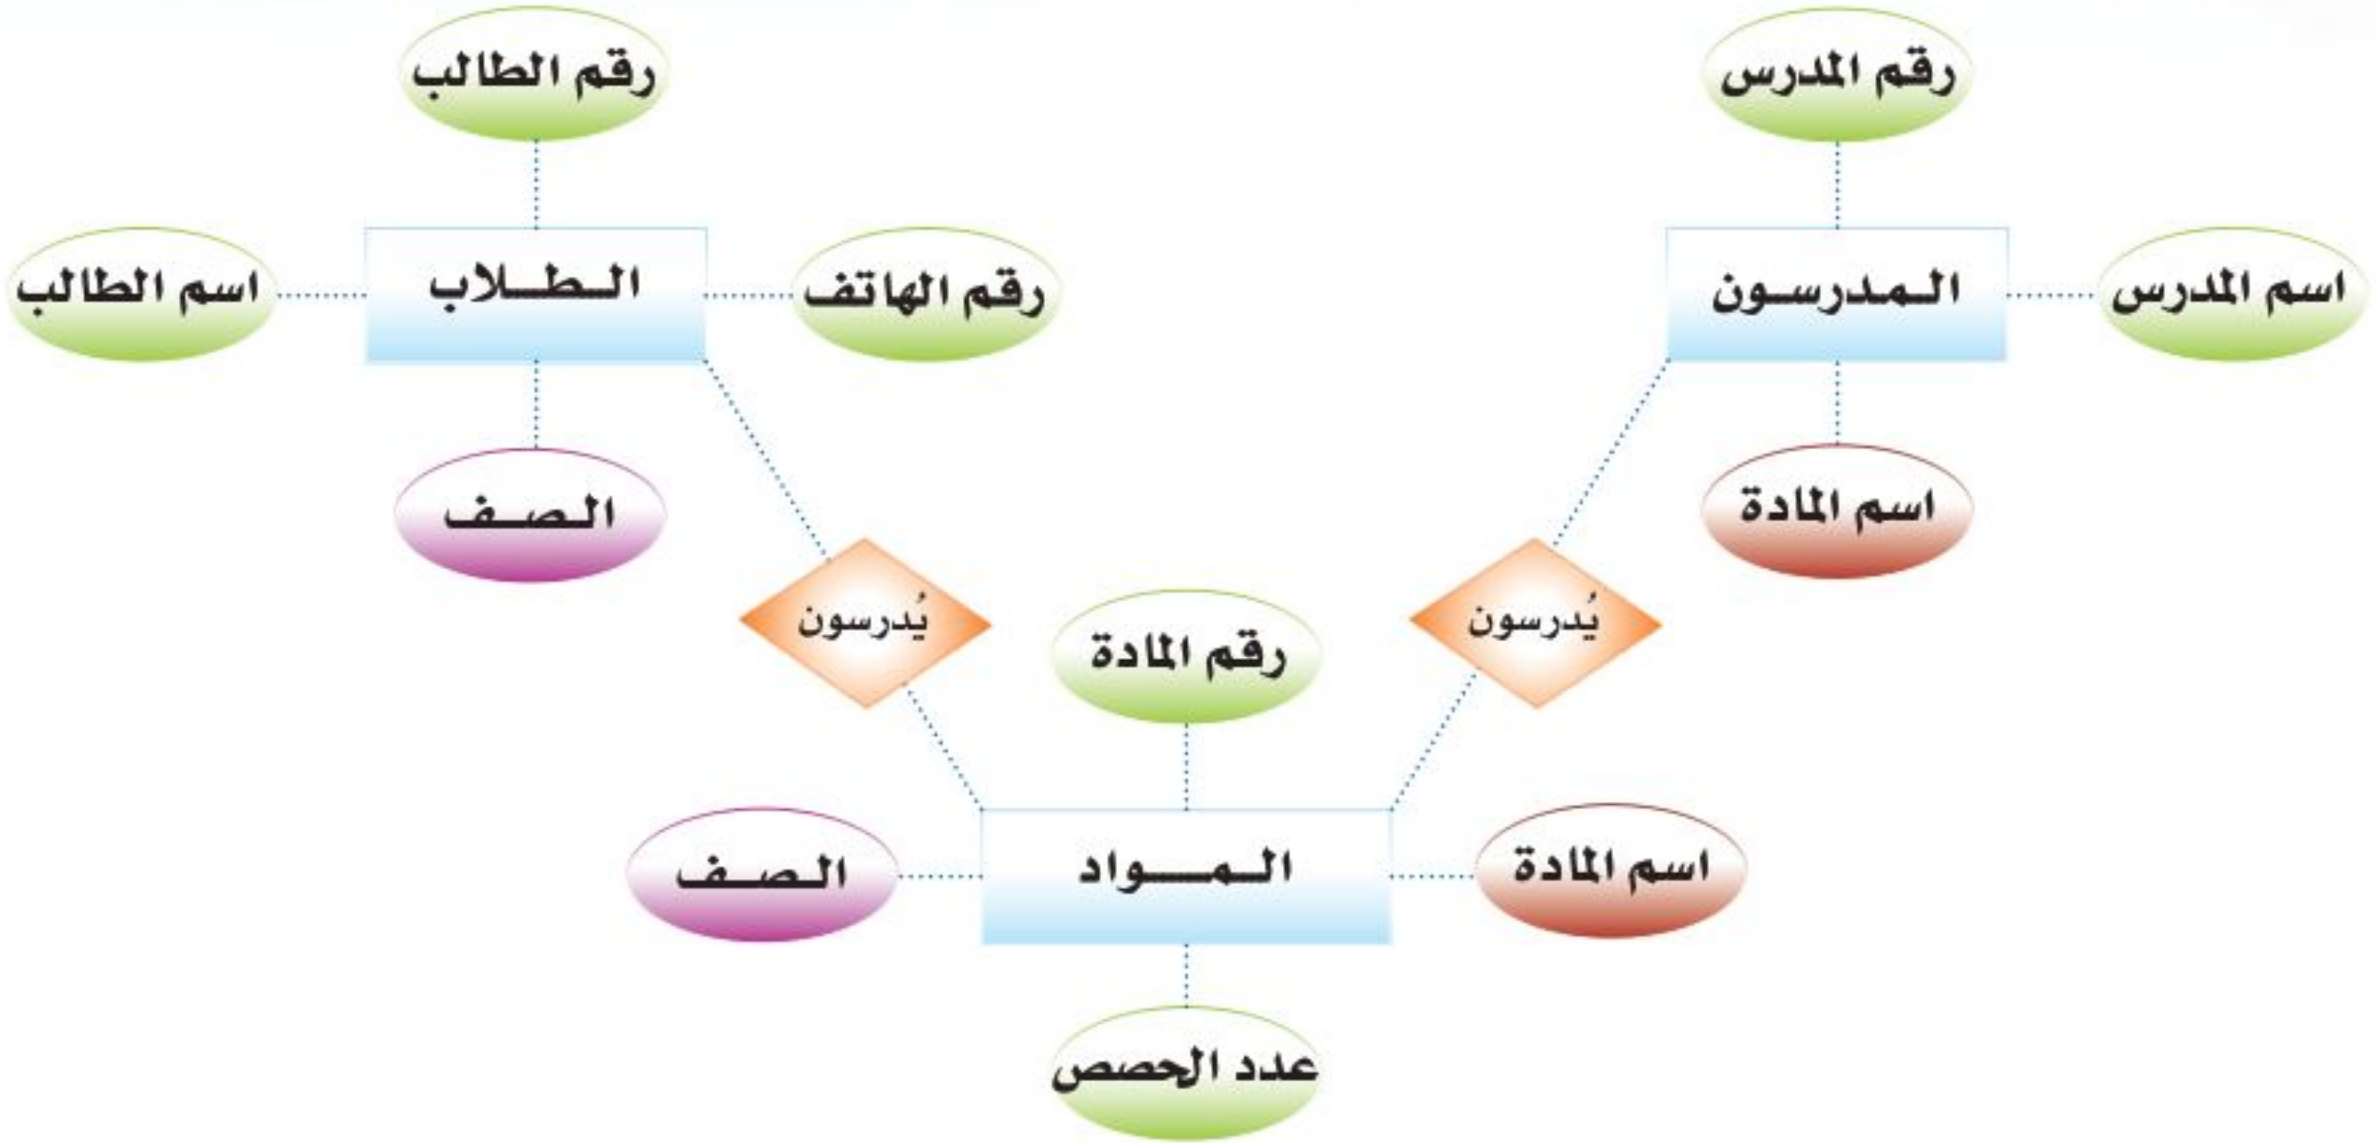 رقم المدرس
رقم الطالب
اسم المدرس
المدرسون
رقم الهاتف
الطلاب
اسم الطالب
اسم المادة
الصف
يُدرسون
يُدرسون
رقم المادة
اسم المادة
المواد
الصف
عدد الحصص